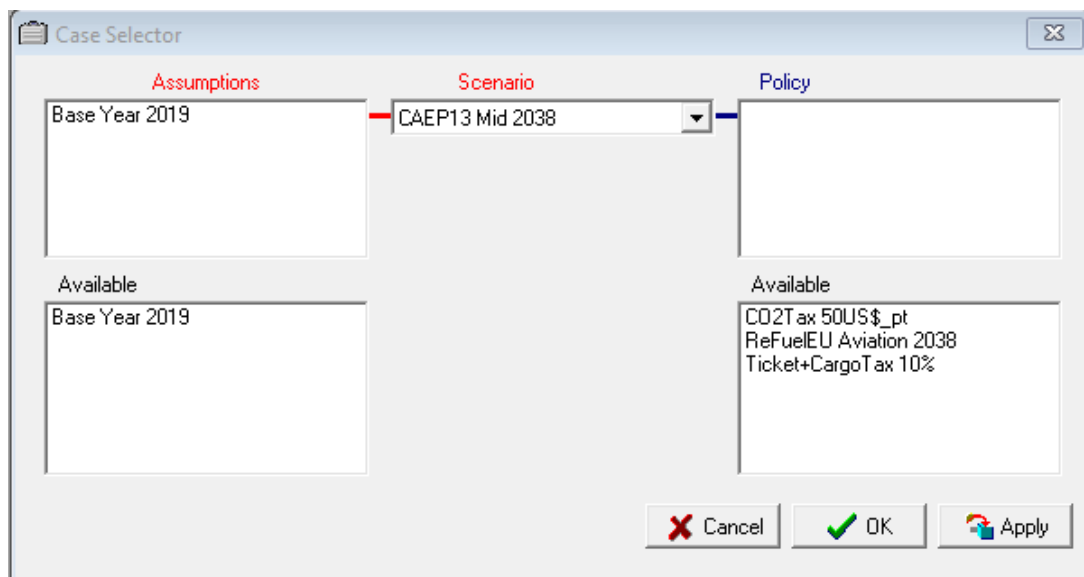 Case Selector
Assumptions
Scenario
Policy
Base Year 2019
CAEP13 Mid 2038
Available
Available
Base Year 2019
CO2Tax 50US$_pt
ReFuelEU Aviation 2038
Ticket+CargoTax 10%
Cancel
OK
Apply